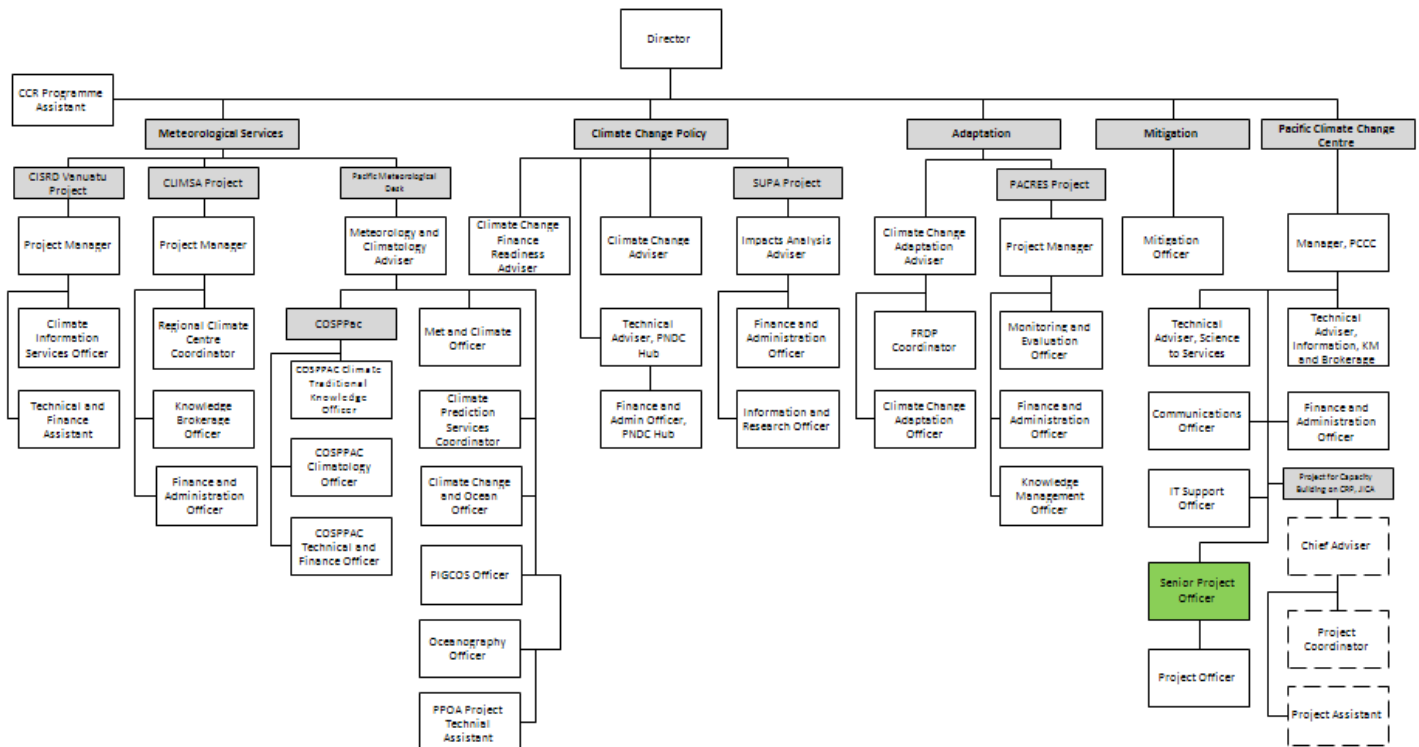 Director
CCR Programme
Assistant
Meteorological Services
Climate Change Policy
Adaptation
Mitigation
Pacific Climate Change
Centre
CISRD Vanuatu
Project
CLIMSA Project
Pacific Meteorological
Desk
SUPA Project
PACRES Project
Project Manager
Project Manager
Meteorology and
Climatology
Adviser
Climate Change
Finance
Readiness
Adviser
Climate Change
Adviser
Impacts Analysis
Adviser
Climate Change
Adaptation
Adviser
Project Manager
Mitigation
Officer
Manager, PCCC
Climate
Information
Services Officer
Regional Climate
Centre
Coordinator
COSPPac
Met and Climate
Officer
Technical
Adviser, PNDC
Hub
Finance and
Administration
Officer
FRDP
Coordinator
Monitoring and
Evaluation
Officer
Technical
Adviser, Science
to Services
Technical
Adviser,
Information, KM
and Brokerage
Technical and
Finance
Assistant
Knowledge
Brokerage
Officer
COSPPAC Climate
Traditional
Knowledge
Officer
Climate
Prediction
Services
Coordinator
Finance and
Admin Officer,
PNDC Hub
Information and
Research Officer
Climate Change
Adaptation
Officer
Finance and
Administration
Officer
Communications
Officer
Finance and
Administration
Officer
Finance and
Administration
Officer
COSPPAC
Climatology
Officer
Climate Change
and Ocean
Officer
Knowledge
Management
Officer
IT Support
Officer
Project for Capacity
Building on CRP, JICA
COSPPAC
Technical and
Finance Officer
Chief Adviser
PIGCOS Officer
Senior Project
Officer
Oceanography
Officer
Project
Coordinator
Project Officer
PPOA Project
Technial
Assistant
Project Assistant